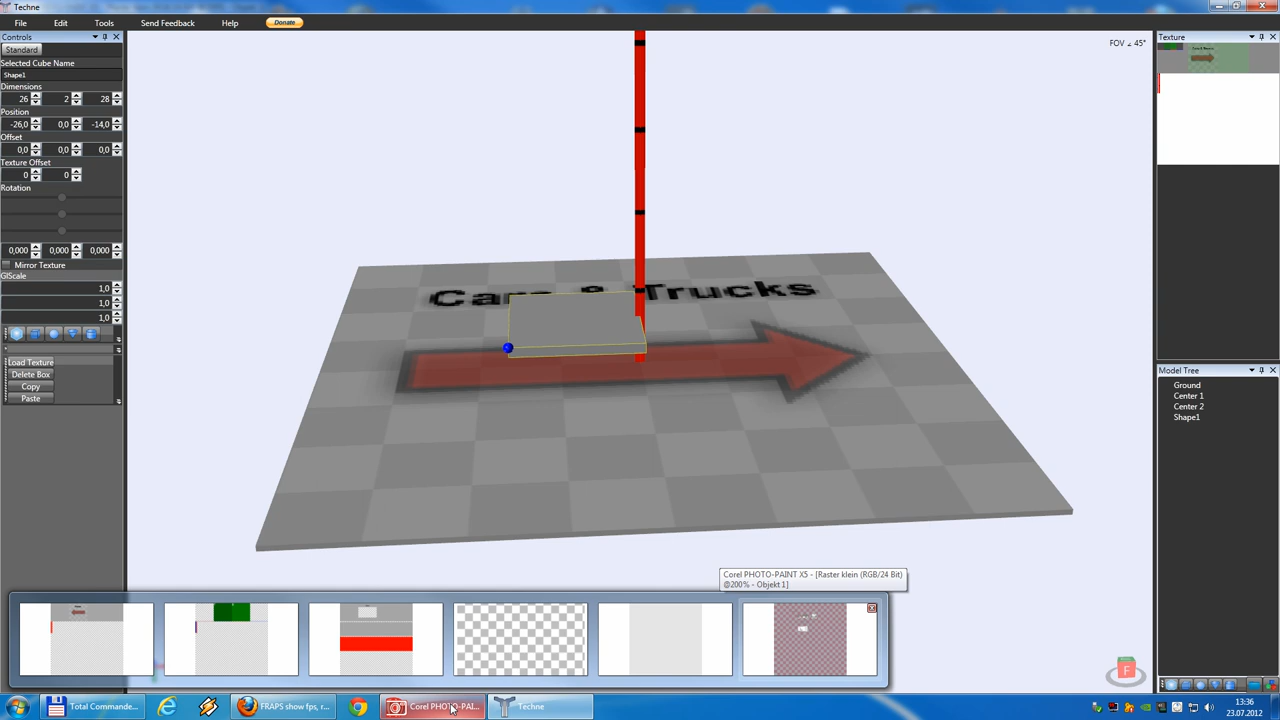 Techne
File Edit Tools Send Feedback Help Donate
Controls
Standard
Selected Cube Name
Shape1
Dimensions
26 2 28
Position
-26,0 0,0 -14,0
Offset
0,0 0,0 0,0
Texture Offset
0 0
Rotation
0,000 0,000 0,000
Mirror Texture
GlScale
1,0
1,0
1,0
Load Texture
Delete Box
Copy
Paste
FOV ∠ 45°
Cars & Trucks
Texture
Cars & Trucks
Model Tree
Ground
Center 1
Center 2
Shape1
F
Corel PHOTO-PAINT X5 - [Raster klein (RGB/24 Bit)
@200% - Objekt 1]
Total Commande... FRAPS show fps, r... Corel PHOTO-PAI... Techne
13:36
23.07.2012